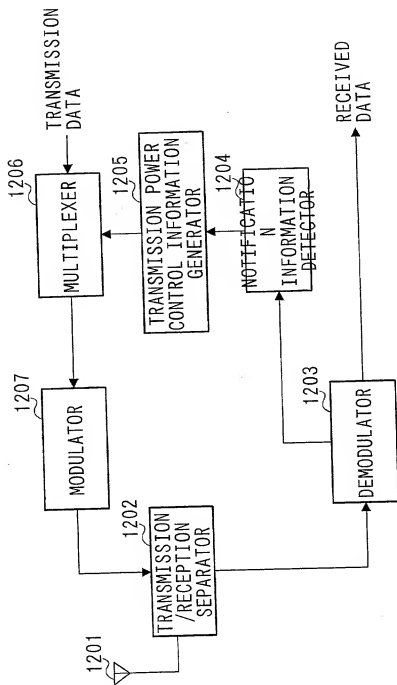 1201
1202
TRANSMISSION
/RECEPTION
SEPARATOR
1207
MODULATOR
1206
MULTIPLEXER
TRANSMISSION
DATA
1205
TRANSMISSION POWER
CONTROL INFORMATION
GENERATOR
1204
NOTIFICATIO
N
INFORMATION
DETECTOR
1203
DEMODULATOR
RECEIVED
DATA